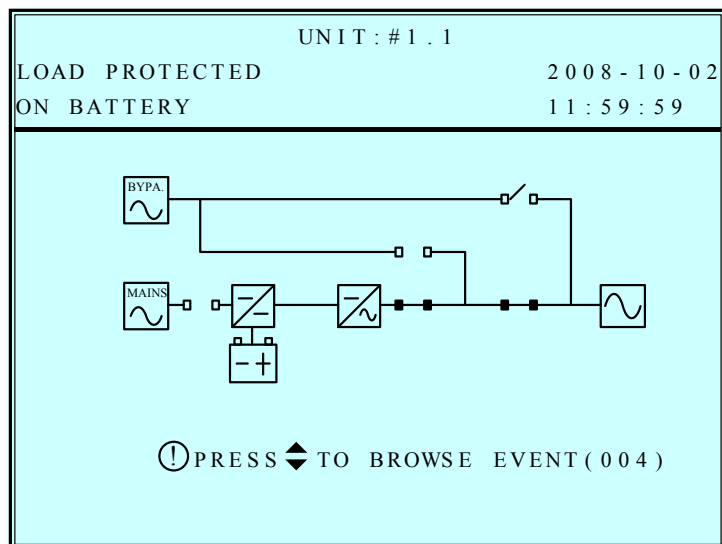 UNIT:#1.1
LOAD PROTECTED 2008-10-02
ON BATTERY 11:59:59
BYPA.
MAINS
PRESS TO BROWSE EVENT(004)